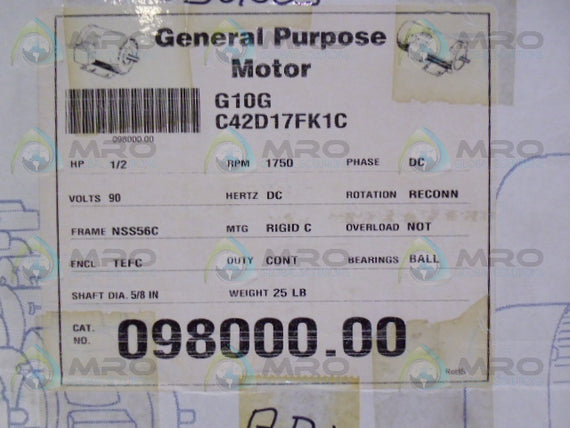 General Purpose
Motor
G10G
C42D17FK1C
098000.00
HP 1/2 RPM 1750 PHASE DC
VOLTS 90 HERTZ DC ROTATION RECONN
FRAME NSS56C MTG RIGID C OVERLOAD NOT
ENCL TEFC DUTY CONT BEARINGS BALL
SHAFT DIA. 5/8 IN WEIGHT 25 LB
CAT. NO. 098000.00
RoHS
MRO